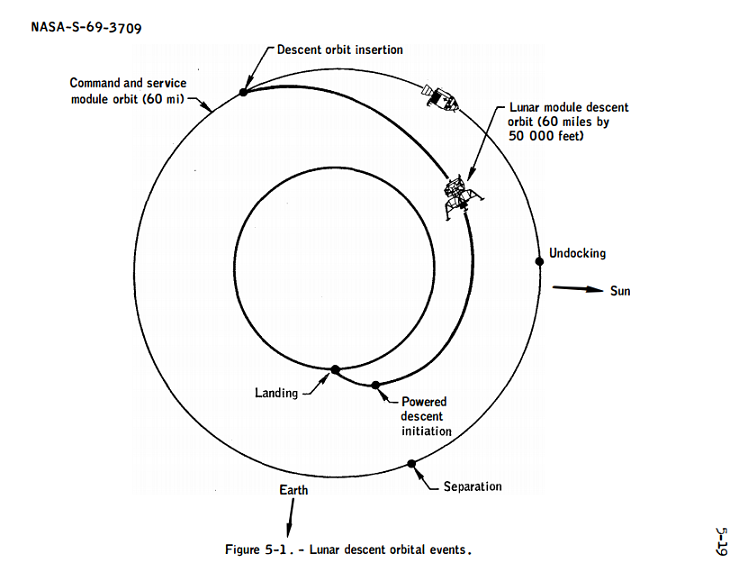 NASA-S-69-3709
Descent orbit insertion
Command and service
module orbit (60 mi)
Lunar module descent
orbit (60 miles by
50 000 feet)
Undocking
Sun
Landing
Powered
descent
initiation
Separation
Earth
5-19
Figure 5-1. - Lunar descent orbital events.